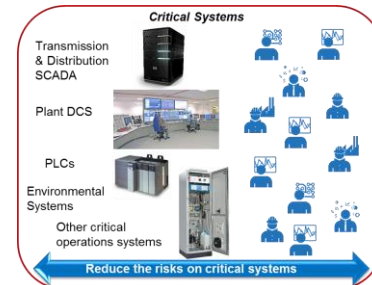 Critical Systems
Transmission
& Distribution
SCADA
Plant DCS
PLCs
Environmental
Systems
Other critical
operations systems
Reduce the risks on critical systems